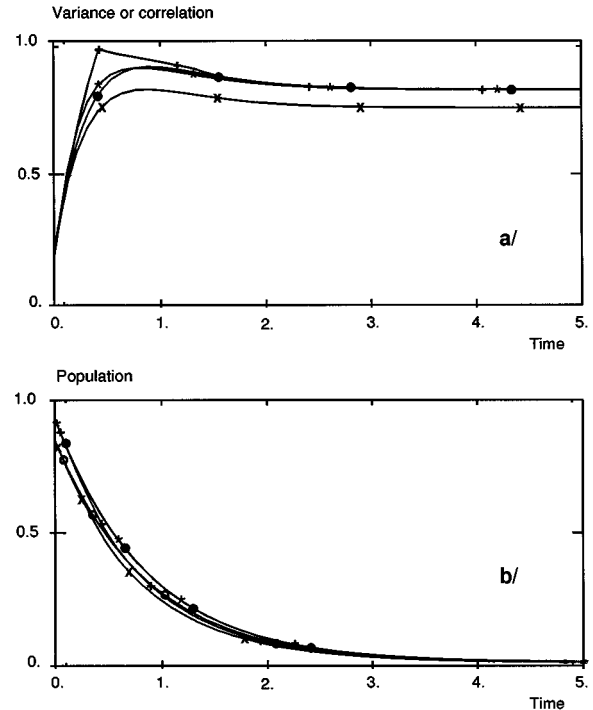 Variance or correlation
1.0
0.5
0.
0. 1. 2. 3. 4. 5.
a/
Time
Population
1.0
0.5
b/
0.
0. 1. 2. 3. 4. 5.
Time